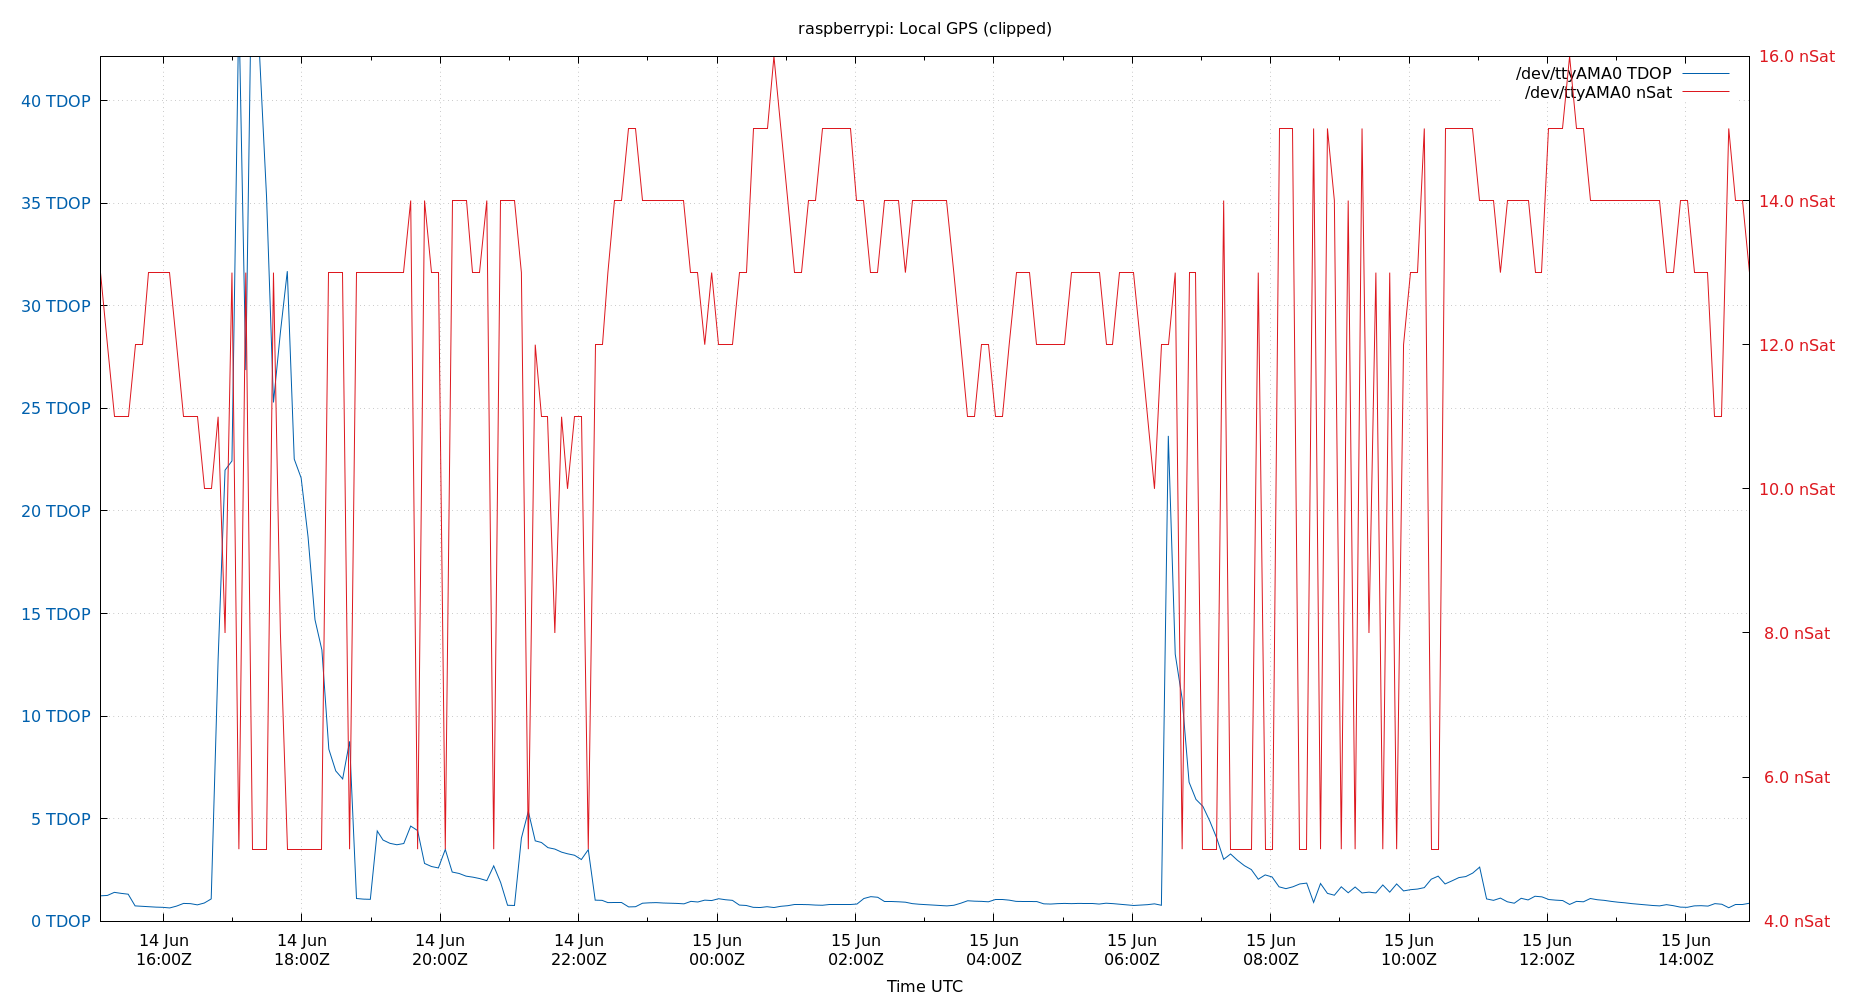 raspberrypi: Local GPS (clipped)
/dev/ttyAMA0 TDOP
/dev/ttyAMA0 nSat
40 TDOP
35 TDOP
30 TDOP
25 TDOP
20 TDOP
15 TDOP
10 TDOP
5 TDOP
0 TDOP
16.0 nSat
14.0 nSat
12.0 nSat
10.0 nSat
8.0 nSat
6.0 nSat
4.0 nSat
14 Jun
16:00Z
14 Jun
18:00Z
14 Jun
20:00Z
14 Jun
22:00Z
15 Jun
00:00Z
15 Jun
02:00Z
15 Jun
04:00Z
15 Jun
06:00Z
15 Jun
08:00Z
15 Jun
10:00Z
15 Jun
12:00Z
15 Jun
14:00Z
Time UTC